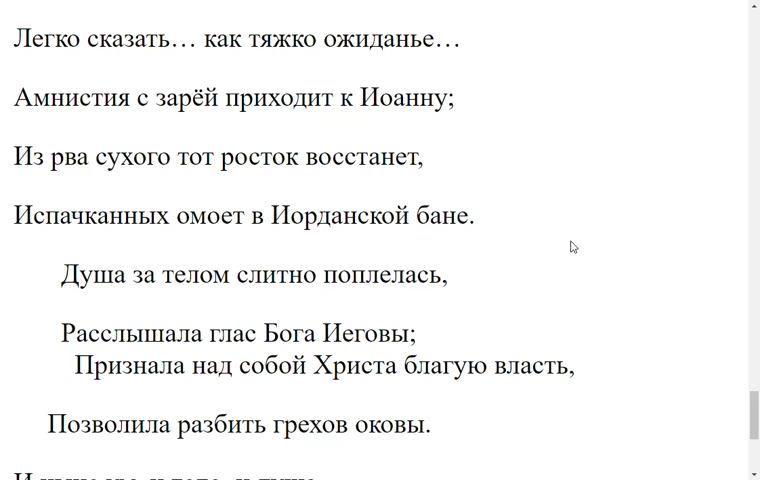 Легко сказать… как тяжко ожиданье…
Амнистия с зарёй приходит к Иоанну;
Из рва сухого тот росток восстанет,
Испачканных омоет в Иорданской бане.
Душа за телом слитно поплелась,
Расслышала глас Бога Иеговы;
Признала над собой Христа благую власть,
Позволила разбить грехов оковы.